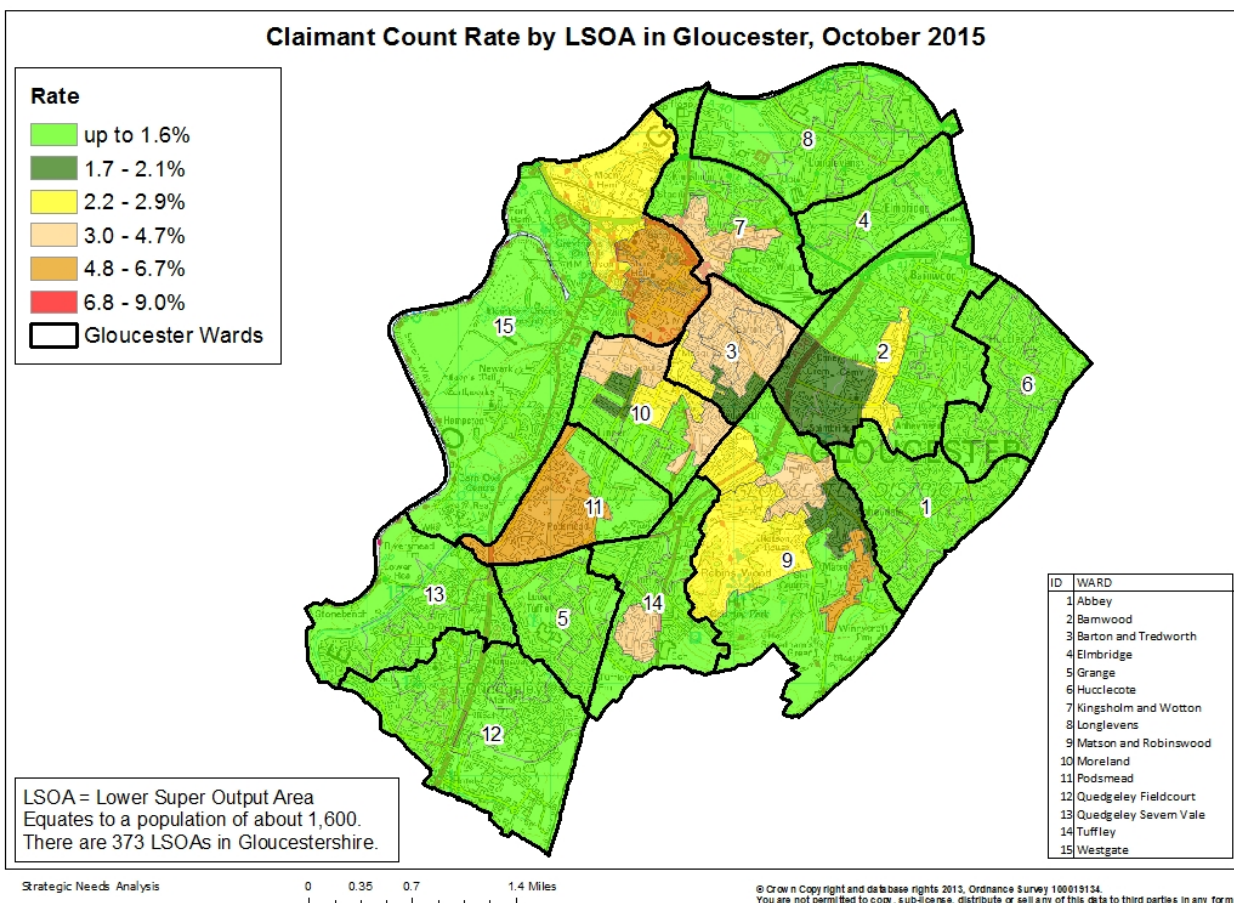 Claimant Count Rate by LSOA in Gloucester, October 2015
Rate
up to 1.6%
1.7 - 2.1%
2.2 - 2.9%
3.0 - 4.7%
4.8 - 6.7%
6.8 - 9.0%
Gloucester Wards
8
4
7
15
3
2
6
10
GLOUCESTER
11
1
9
13
14
5
12
ID WARD
1 Abbey
2 Barnwood
3 Barton and Tredworth
4 Elmbridge
5 Grange
6 Hucclecote
7 Kingsholm and Wotton
8 Longlevens
9 Matson and Robinswood
10 Moreland
11 Podsmead
12 Quedgeley Fieldcourt
13 Quedgeley Severn Vale
14 Tuffley
15 Westgate
LSOA = Lower Super Output Area
Equates to a population of about 1,600.
There are 373 LSOAs in Gloucestershire.
Strategic Needs Analysis
0 0.35 0.7 1.4 Miles
© Crown Copyright and database rights 2013, Ordnance Survey 100019134.
You are not permitted to copy, sub-license, distribute or sell any of this data to third parties in any form